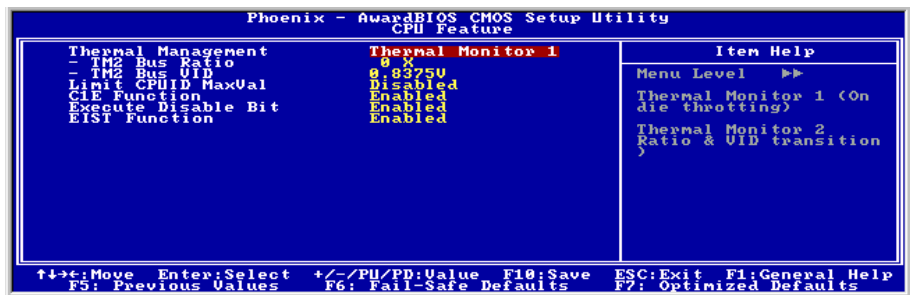 Phoenix - AwardBIOS CMOS Setup Utility
CPU Feature
Thermal Management Thermal Monitor 1
- TM2 Bus Ratio 0 X
- TM2 Bus VID 0.8375V
Limit CPUID MaxVal Disabled
C1E Function Enabled
Execute Disable Bit Enabled
EIST Function Enabled
Item Help
Menu Level ►►
Thermal Monitor 1 (On
die throtting)
Thermal Monitor 2
Ratio & VID transition
)
↑↓→←:Move Enter:Select +/-/PU/PD:Value F10:Save ESC:Exit F1:General Help
F5: Previous Values F6: Fail-Safe Defaults F7: Optimized Defaults